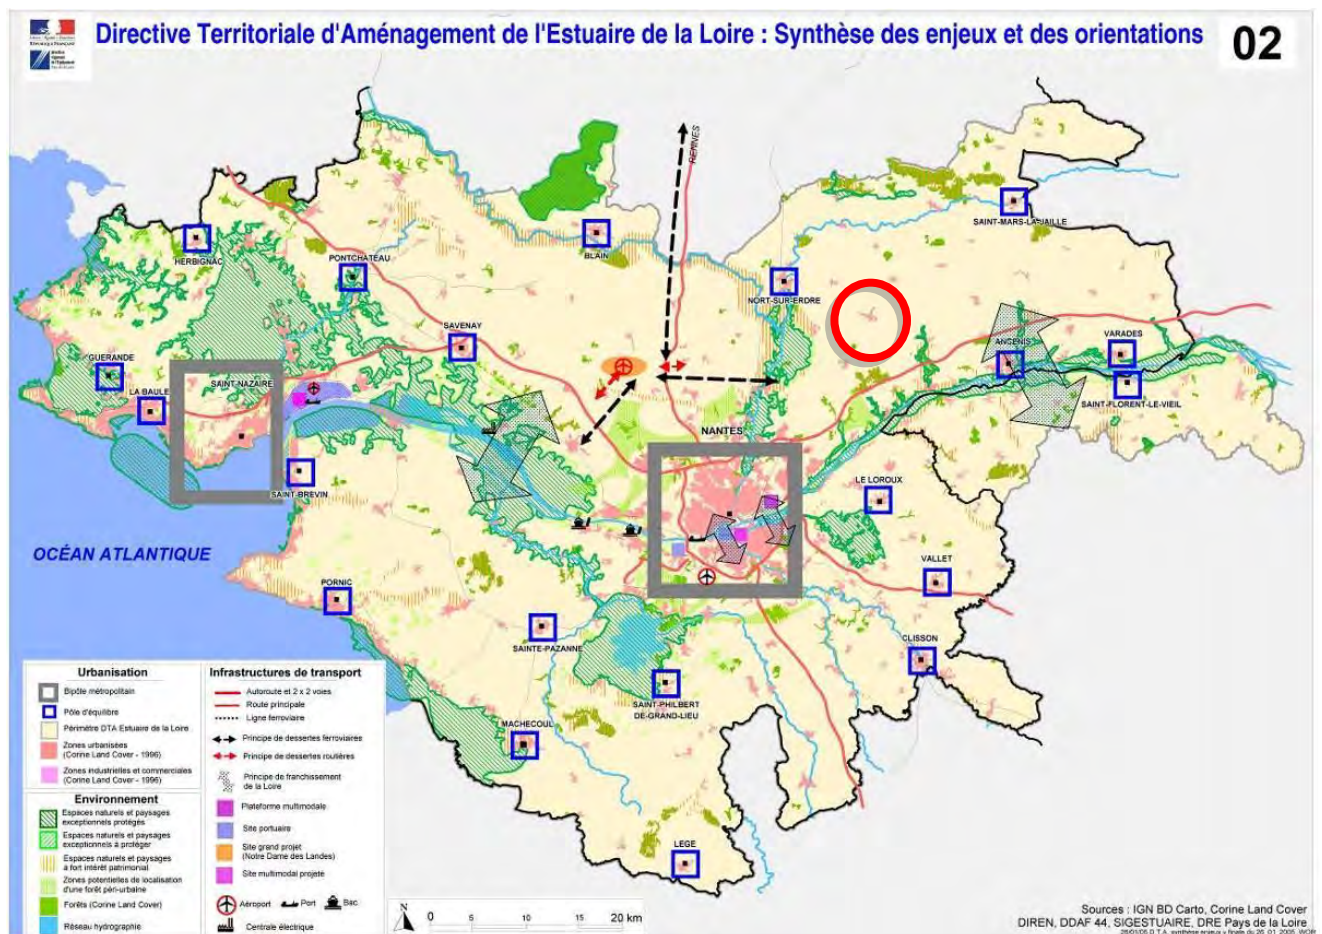 Directive Territoriale d'Aménagement de l'Estuaire de la Loire : Synthèse des enjeux et des orientations
02
RENNES
SAINT-MARS-LA-JAILLE
HERBIGNAC
PONTCHATEAU
BLAIN
NORT-SUR-ERDRE
SAVENAY
GUERANDE
ANCENIS
VARADES
LA BAULE
SAINT-NAZAIRE
SAINT-FLORENT-LE-VIEIL
NANTES
SAINT-BREVIN
LE LOROUX
OCÉAN ATLANTIQUE
VALLET
PORNIC
SAINTE-PAZANNE
CLISSON
SAINT-PHILBERT
DE-GRAND-LIEU
MACHECOUL
LEGE
Urbanisation
Bipôle métropolitain
Pôle d'équilibre
Périmètre DTA Estuaire de la Loire
Zones urbanisées
(Corine Land Cover - 1996)
Zones industrielles et commerciales
(Corine Land Cover - 1996)
Environnement
Espaces naturels et paysages
exceptionnels protégés
Espaces naturels et paysages
exceptionnels à protéger
Espaces naturels et paysages
à fort intérêt patrimonial
Zones potentielles de localisation
d'une forêt péri-urbaine
Forêts (Corine Land Cover)
Réseau hydrographie
Infrastructures de transport
Autoroute et 2 x 2 voies
Route principale
Ligne ferroviaire
Principe de dessertes ferroviaires
Principe de dessertes routières
Principe de franchissement
de la Loire
Plateforme multimodale
Site portuaire
Site grand projet
(Notre Dame des Landes)
Site multimodal projeté
Aéroport Port Bac
Centrale électrique
N
0 5 10 15 20 km
Sources : IGN BD Carto, Corine Land Cover
DIREN, DDAF 44, SIGESTUAIRE, DRE Pays de la Loire